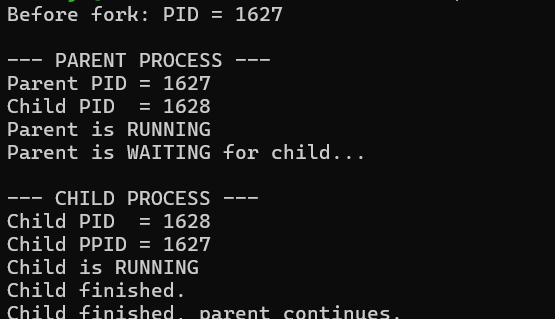 Before fork: PID = 1627
--- PARENT PROCESS ---
Parent PID = 1627
Child PID  = 1628
Parent is RUNNING
Parent is WAITING for child...
--- CHILD PROCESS ---
Child PID  = 1628
Child PPID = 1627
Child is RUNNING
Child finished.
Child finished, parent continues.